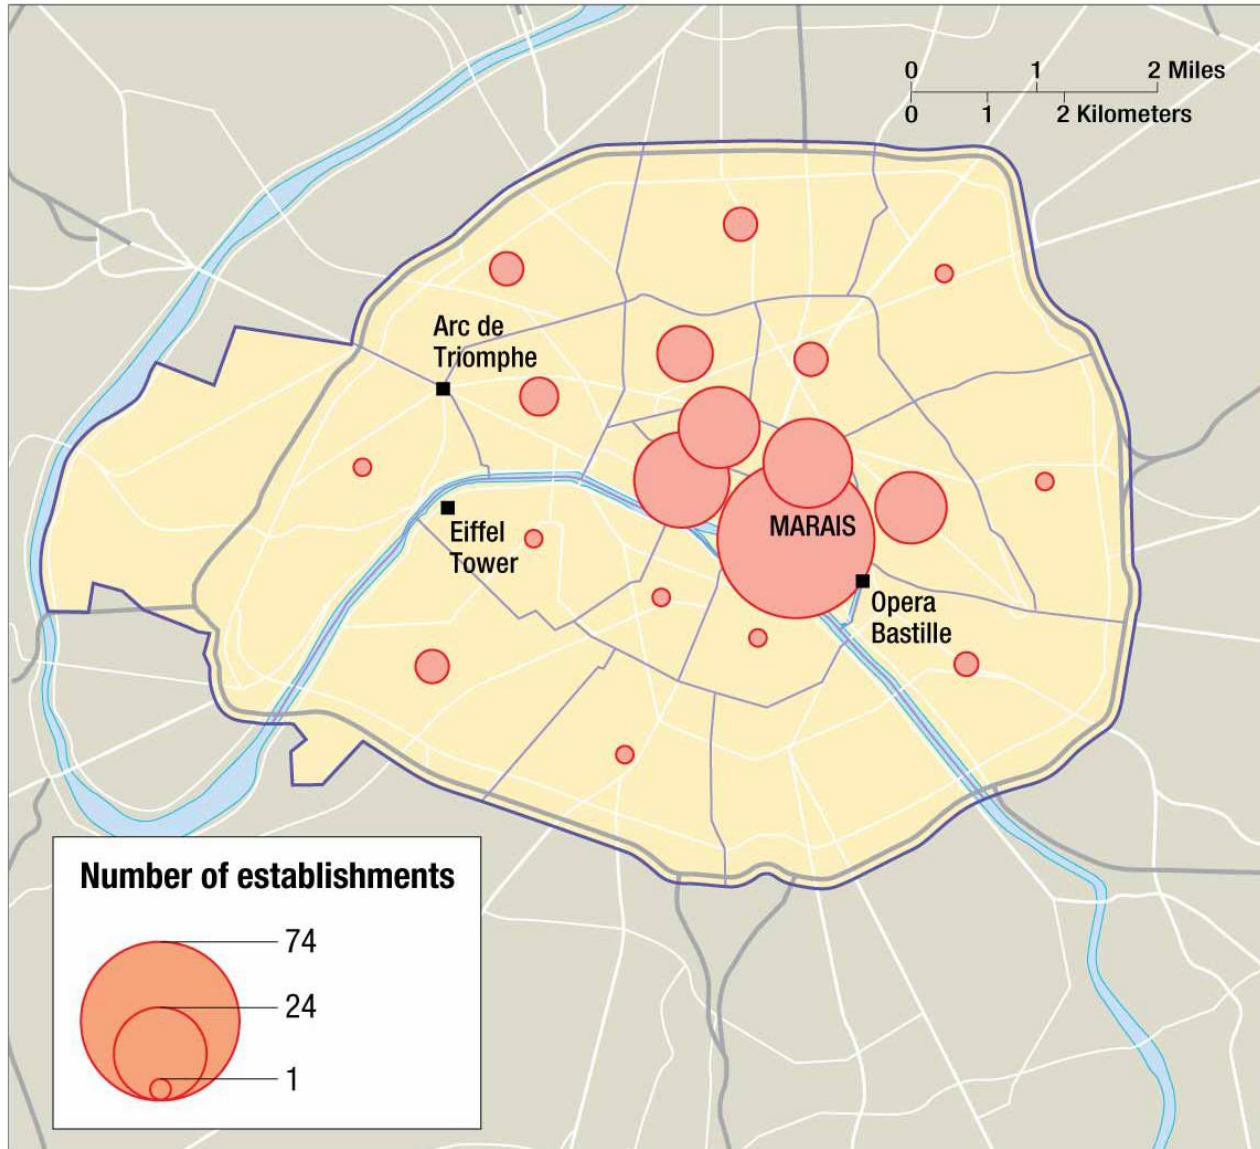 0 1 2 Miles
0 1 2 Kilometers
Arc de
Triomphe
Eiffel
Tower
MARAIS
Opera
Bastille
Number of establishments
74
24
1